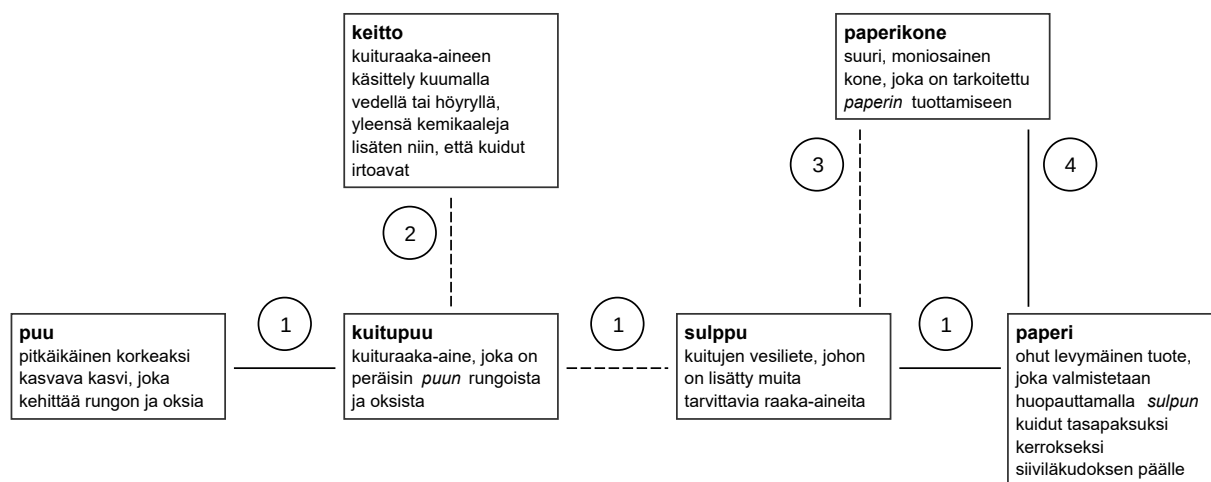 keitto
kuituraaka-aineen
käsittely kuumalla
vedellä tai höyryllä,
yleensä kemikaaleja
lisäten niin, että kuidut
irtoavat
paperikone
suuri, moniosainen
kone, joka on tarkoitettu
paperin tuottamiseen
3
4
2
puu
pitkäikäinen korkeaksi
kasvava kasvi, joka
kehittää rungon ja oksia
1
kuitupuu
kuituraaka-aine, joka on
peräisin puun rungoista
ja oksista
1
sulppu
kuitujen vesiliete, johon
on lisätty muita
tarvittavia raaka-aineita
1
paperi
ohut levymäinen tuote,
joka valmistetaan
huopauttamalla sulpun
kuidut tasapaksuksi
kerrokseksi
siiviläkudoksen päälle